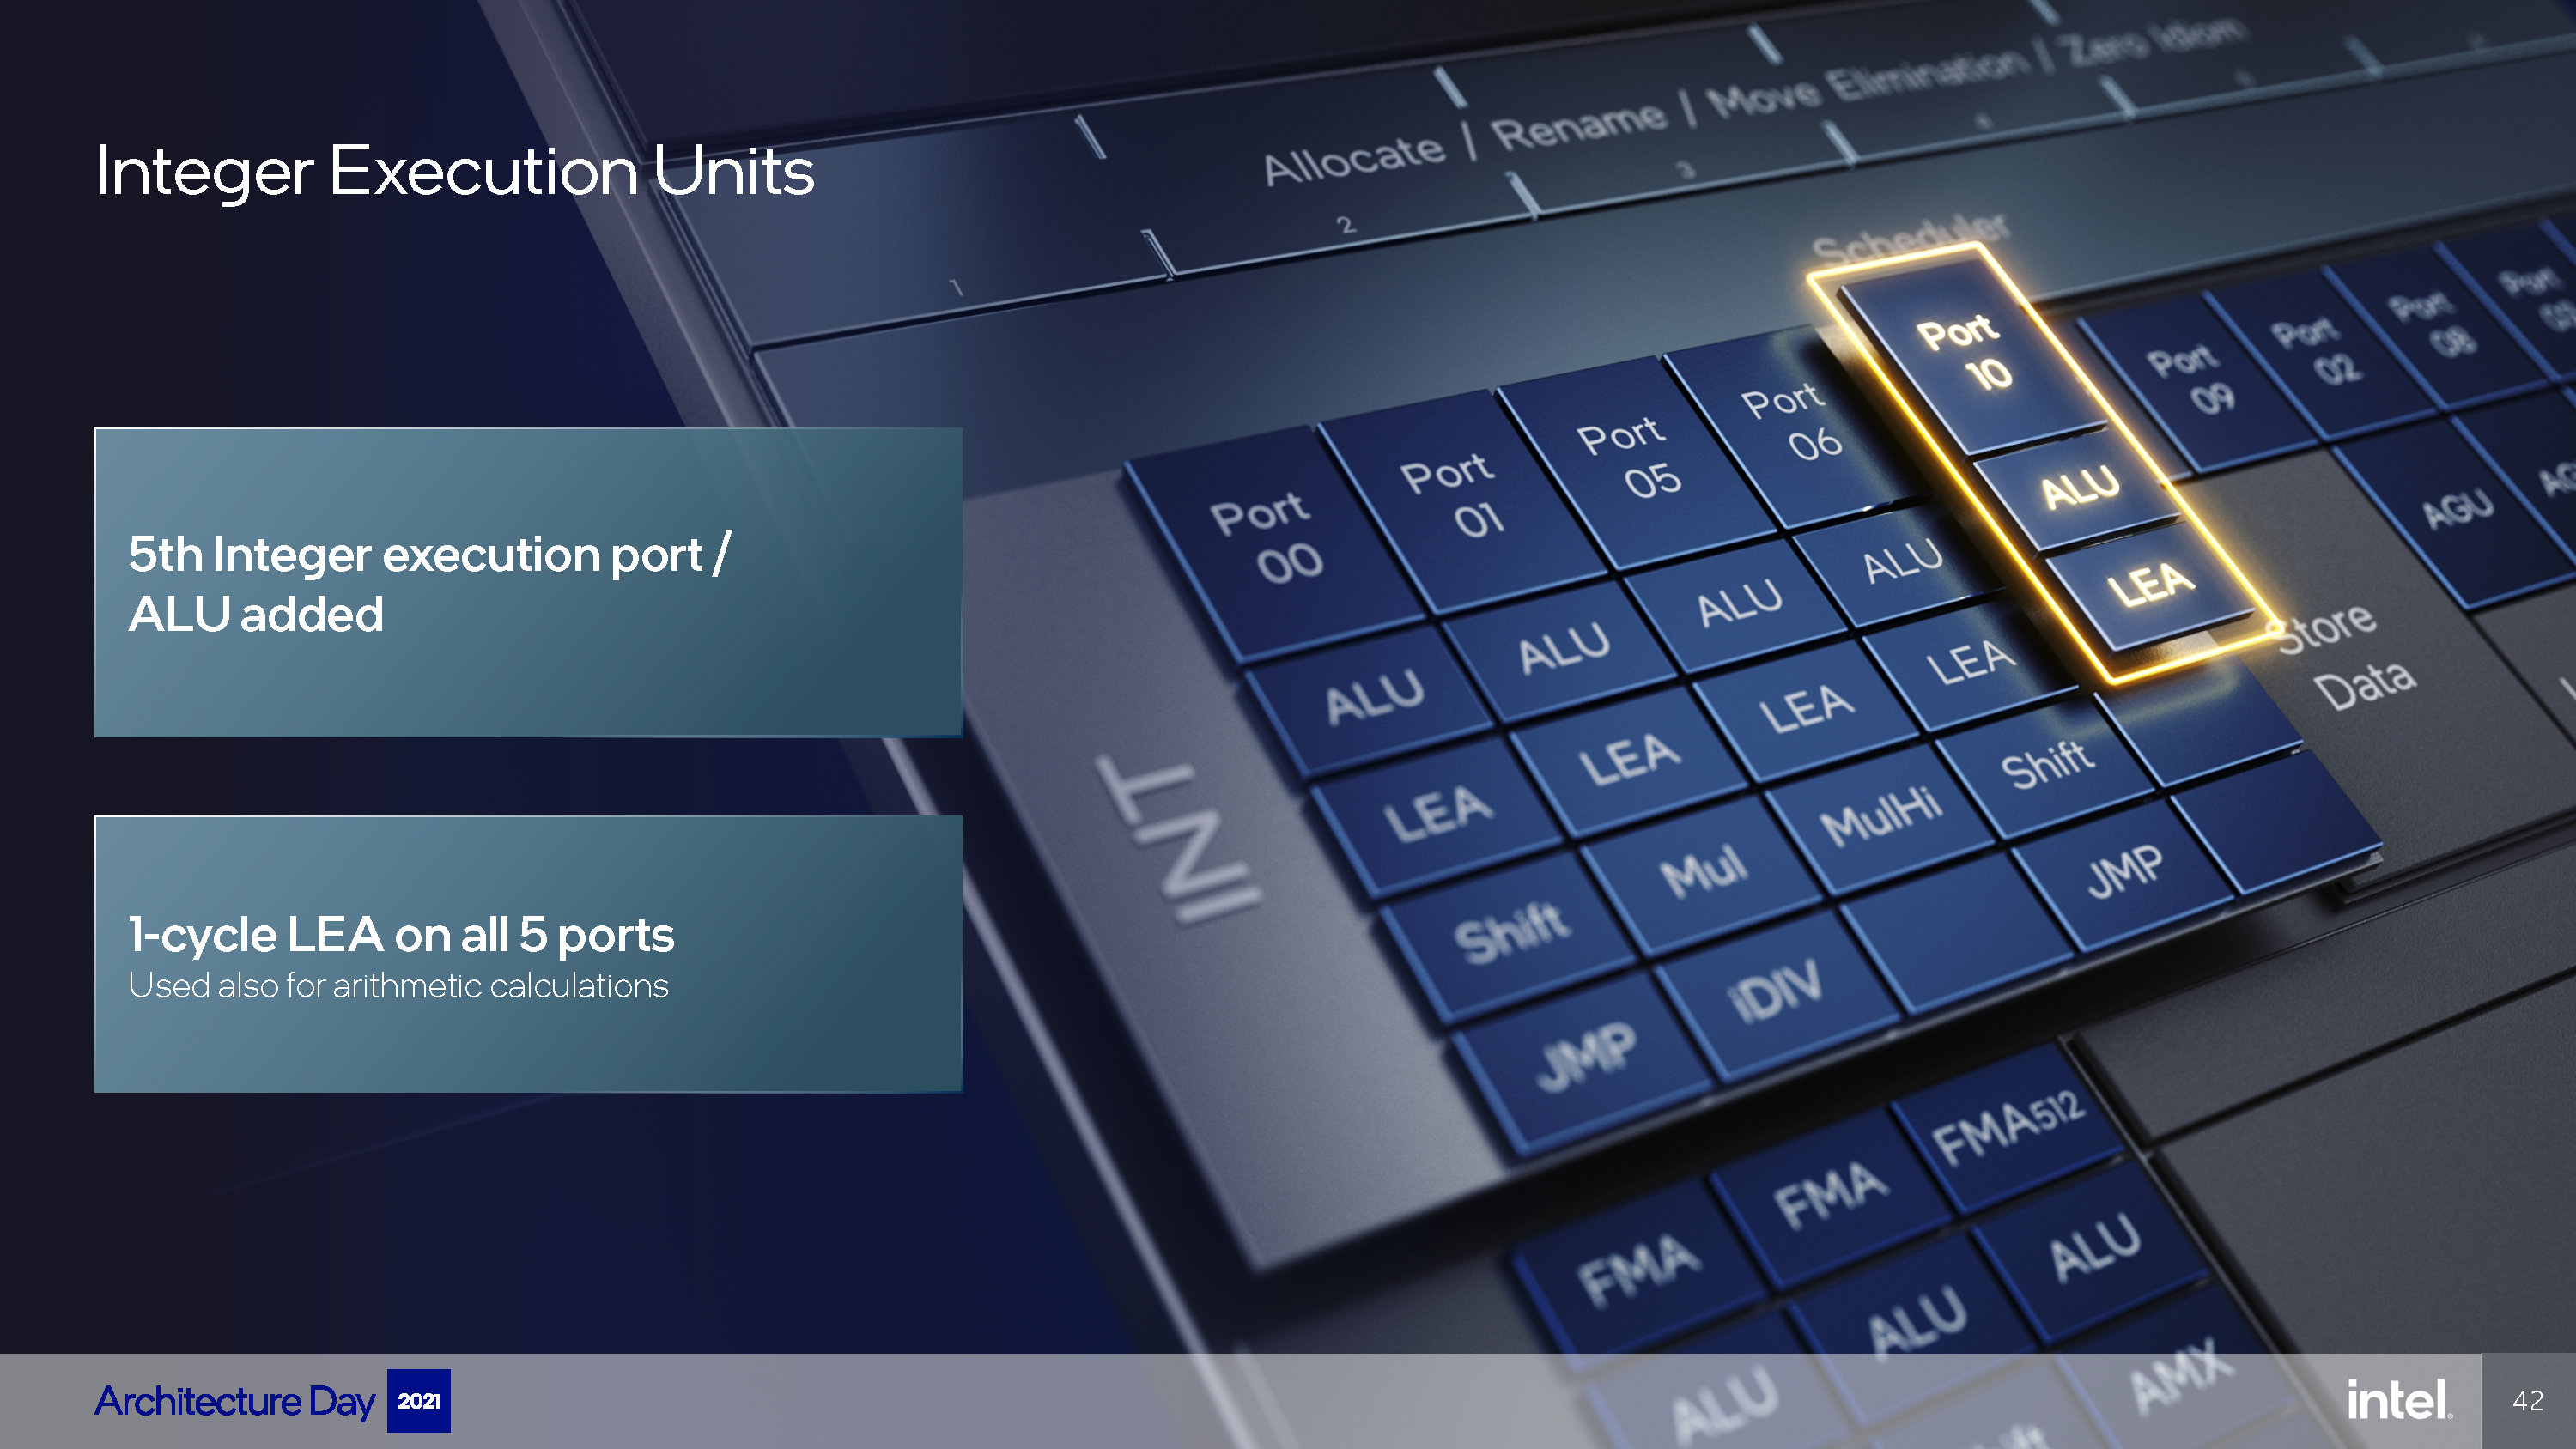 Integer Execution Units
5th Integer execution port /
ALU added
1-cycle LEA on all 5 ports
Used also for arithmetic calculations
Allocate / Rename / Move Elimination / Zero Idiom
1 2 3
Scheduler
Port 00
Port 01
Port 05
Port 06
Port 10
Port 09
Port 02
Port 08
Port
ALU ALU ALU ALU ALU
LEA LEA LEA LEA LEA
Shift Mul MulHi Shift
JMP iDIV JMP
INT
AGU
Store
Data
FMA FMA FMA512
ALU ALU ALU
AMX
Architecture Day 2021
intel.
42